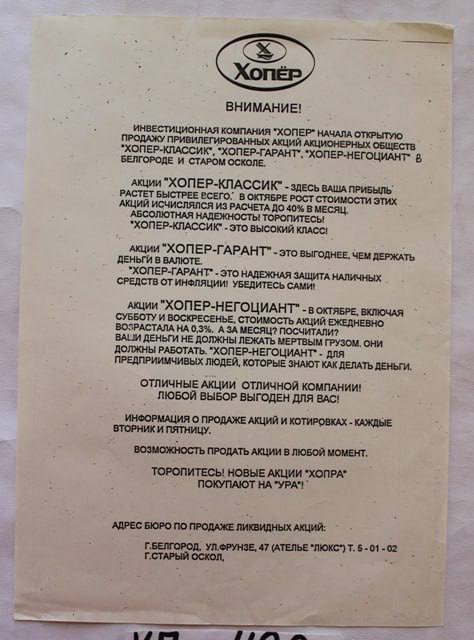 ХОПЁР
ВНИМАНИЕ!
ИНВЕСТИЦИОННАЯ КОМПАНИЯ "ХОПЕР" НАЧАЛА ОТКРЫТУЮ
ПРОДАЖУ ПРИВИЛЕГИРОВАННЫХ АКЦИЙ АКЦИОНЕРНЫХ ОБЩЕСТВ
"ХОПЕР-КЛАССИК", "ХОПЕР-ГАРАНТ", "ХОПЕР-НЕГОЦИАНТ" В
БЕЛГОРОДЕ И СТАРОМ ОСКОЛЕ.
АКЦИИ "ХОПЕР-КЛАССИК" - ЗДЕСЬ ВАША ПРИБЫЛЬ
РАСТЕТ БЫСТРЕЕ ВСЕГО. В ОКТЯБРЕ РОСТ СТОИМОСТИ ЭТИХ
АКЦИЙ ИСЧИСЛЯЛСЯ ИЗ РАСЧЕТА ДО 40% В МЕСЯЦ.
АБСОЛЮТНАЯ НАДЕЖНОСТЬ! ТОРОПИТЕСЬ!
"ХОПЕР-КЛАССИК" - ЭТО ВЫСОКИЙ КЛАСС!
АКЦИИ "ХОПЕР-ГАРАНТ" - ЭТО ВЫГОДНЕЕ, ЧЕМ ДЕРЖАТЬ
ДЕНЬГИ В ВАЛЮТЕ.
"ХОПЕР-ГАРАНТ" - ЭТО НАДЕЖНАЯ ЗАЩИТА НАЛИЧНЫХ
СРЕДСТВ ОТ ИНФЛЯЦИИ! УБЕДИТЕСЬ САМИ!
АКЦИИ "ХОПЕР-НЕГОЦИАНТ" - В ОКТЯБРЕ, ВКЛЮЧАЯ
СУББОТУ И ВОСКРЕСЕНЬЕ, СТОИМОСТЬ АКЦИЙ ЕЖЕДНЕВНО
ВОЗРАСТАЛА НА 0,3%. А ЗА МЕСЯЦ? ПОСЧИТАЛИ?
ВАШИ ДЕНЬГИ НЕ ДОЛЖНЫ ЛЕЖАТЬ МЕРТВЫМ ГРУЗОМ. ОНИ
ДОЛЖНЫ РАБОТАТЬ. "ХОПЕР-НЕГОЦИАНТ" - ДЛЯ
ПРЕДПРИИМЧИВЫХ ЛЮДЕЙ, КОТОРЫЕ ЗНАЮТ КАК ДЕЛАТЬ ДЕНЬГИ.
ОТЛИЧНЫЕ АКЦИИ ОТЛИЧНОЙ КОМПАНИИ!
ЛЮБОЙ ВЫБОР ВЫГОДЕН ДЛЯ ВАС!
ИНФОРМАЦИЯ О ПРОДАЖЕ АКЦИЙ И КОТИРОВКАХ - КАЖДЫЕ
ВТОРНИК И ПЯТНИЦУ.
ВОЗМОЖНОСТЬ ПРОДАТЬ АКЦИИ В ЛЮБОЙ МОМЕНТ.
ТОРОПИТЕСЬ! НОВЫЕ АКЦИИ "ХОПРА"
ПОКУПАЮТ НА "УРА"!
АДРЕС БЮРО ПО ПРОДАЖЕ ЛИКВИДНЫХ АКЦИЙ:
Г.БЕЛГОРОД, УЛ.ФРУНЗЕ, 47 (АТЕЛЬЕ "ЛЮКС") Т. 5 - 01 - 02
Г.СТАРЫЙ ОСКОЛ,